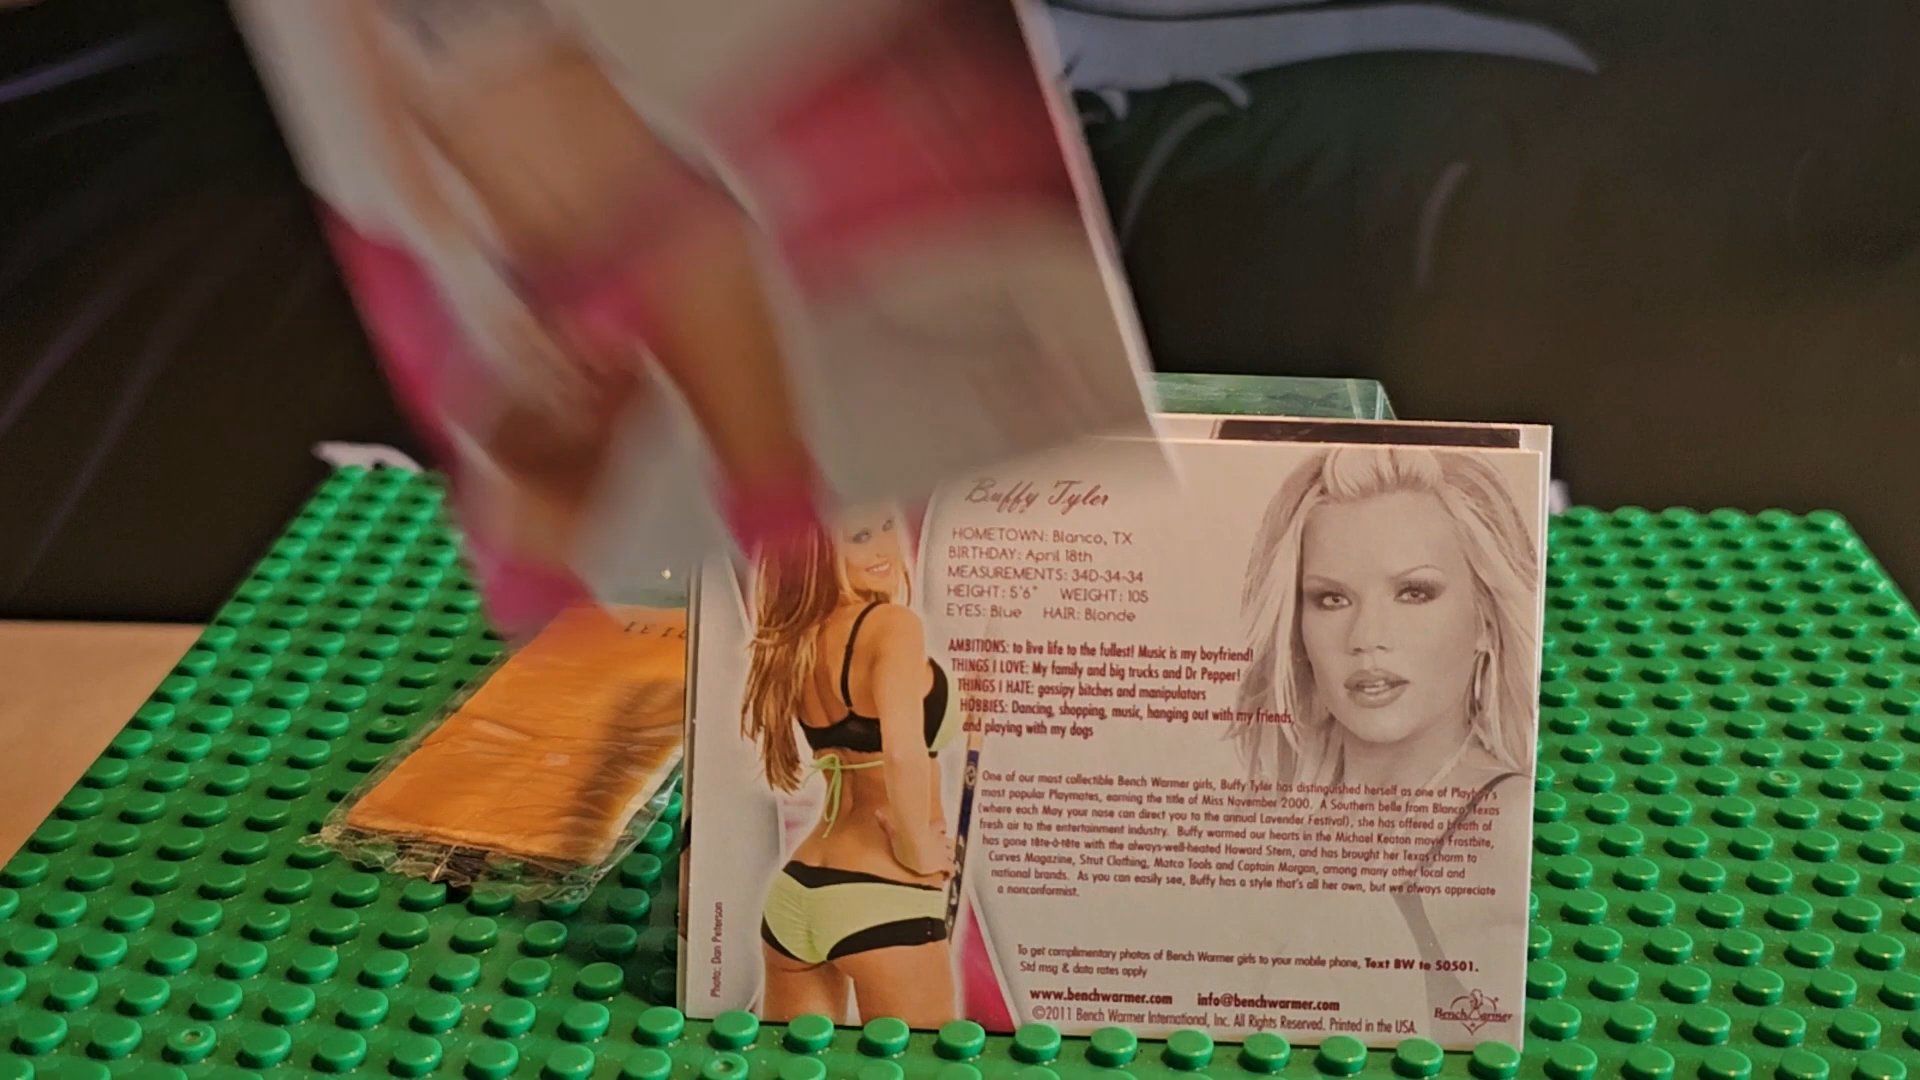 Buffy Tyler
HOMETOWN: Blanco, TX
BIRTHDAY: April 18th
MEASUREMENTS: 34D-34-34
HEIGHT: 5'6" WEIGHT: 105
EYES: Blue HAIR: Blonde
AMBITIONS: to live life to the fullest! Music is my boyfriend!
THINGS I LOVE: My family and big trucks and Dr Pepper!
THINGS I HATE: gossipy bitches and manipulators
HOBBIES: Dancing, shopping, music, hanging out with my friends,
and playing with my dogs
One of our most collectible Bench Warmer girls, Buffy Tyler has distinguished herself as one of Playboy's
most popular Playmates, earning the title of Miss November 2000. A Southern belle from Blanco Texas
(where each May your nose can direct you to the annual Lavender Festival), she has offered a breath of
fresh air to the entertainment industry. Buffy warmed our hearts in the Michael Keaton movie Frostbite,
has gone tête-à-tête with the always-well-heated Howard Stern, and has brought her Texas charm to
Curves Magazine, Strut Clothing, Matco Tools and Captain Morgan, among many other local and
national brands. As you can easily see, Buffy has a style that's all her own, but we always appreciate
a nonconformist.
To get complimentary photos of Bench Warmer girls to your mobile phone, Text BW to 50501.
Std msg & data rates apply
www.benchwarmer.com info@benchwarmer.com
©2011 Bench Warmer International, Inc. All Rights Reserved. Printed in the USA.
Bench Warmer
Photo: Dan Peterson